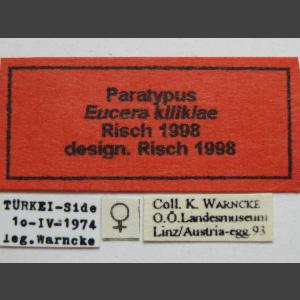 Paratypus
Eucera kilikiae
Risch 1998
design. Risch 1998
TÜRKEI-Side
1o-IV-1974
leg.Warncke
♀
Coll. K. WARNCKE
O.Ö.Landesmuseum
Linz/Austria-egg.93